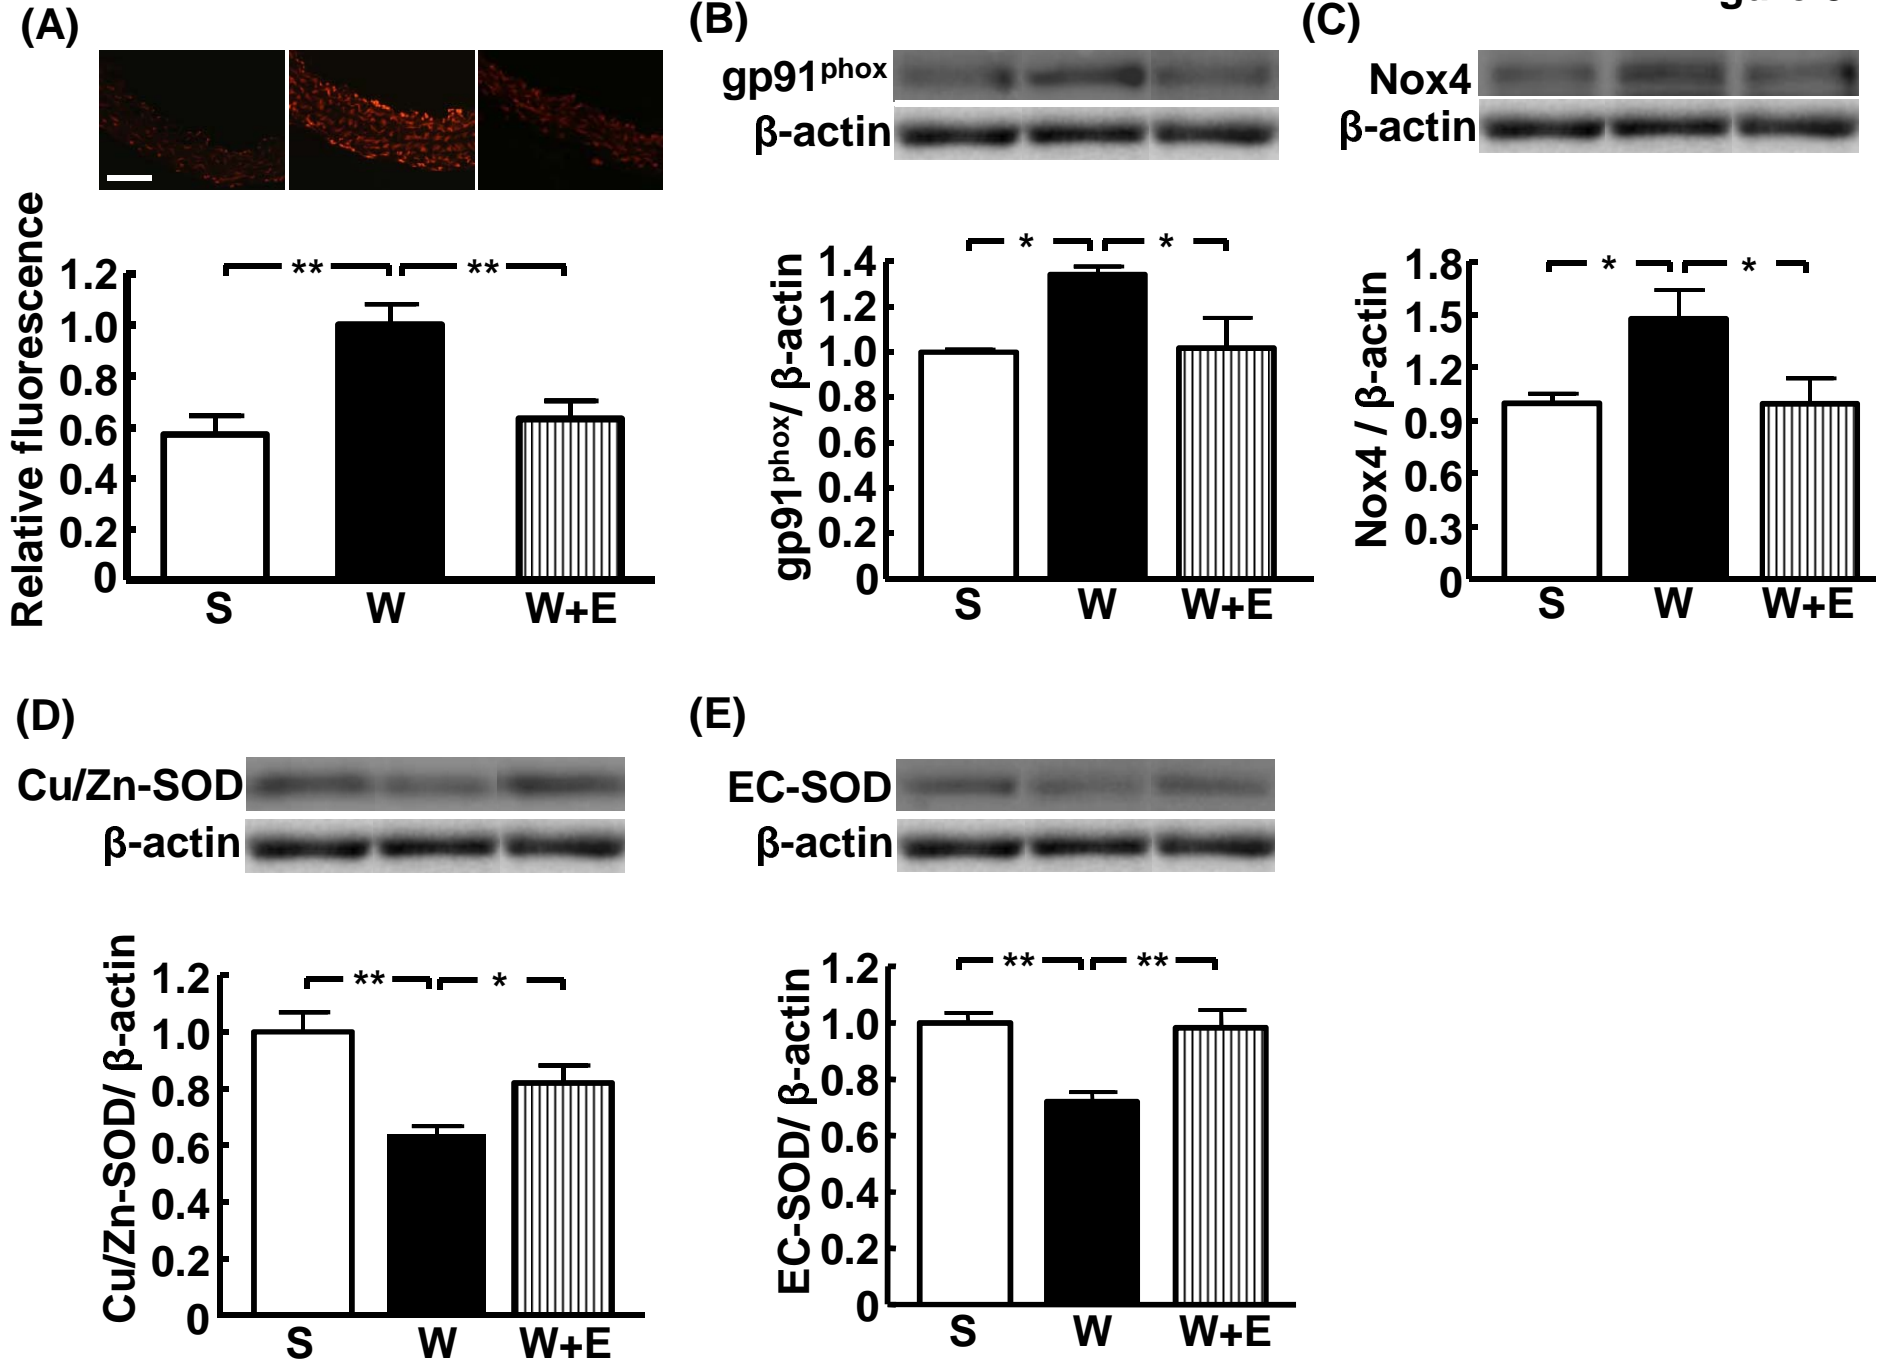 (A)
**
**
Relative fluorescence
1.2
1.0
0.8
0.6
0.4
0.2
0
S
W
W+E
(B)
gp91phox
β-actin
*
*
gp91phox/ β-actin
1.4
1.2
1.0
0.8
0.6
0.4
0.2
0
S
W
W+E
(C)
Nox4
β-actin
*
*
Nox4 / β-actin
1.8
1.5
1.2
0.9
0.6
0.3
0
S
W
W+E
(D)
Cu/Zn-SOD
β-actin
**
*
Cu/Zn-SOD/ β-actin
1.2
1.0
0.8
0.6
0.4
0.2
0
S
W
W+E
(E)
EC-SOD
β-actin
**
**
EC-SOD/ β-actin
1.2
1.0
0.8
0.6
0.4
0.2
0
S
W
W+E